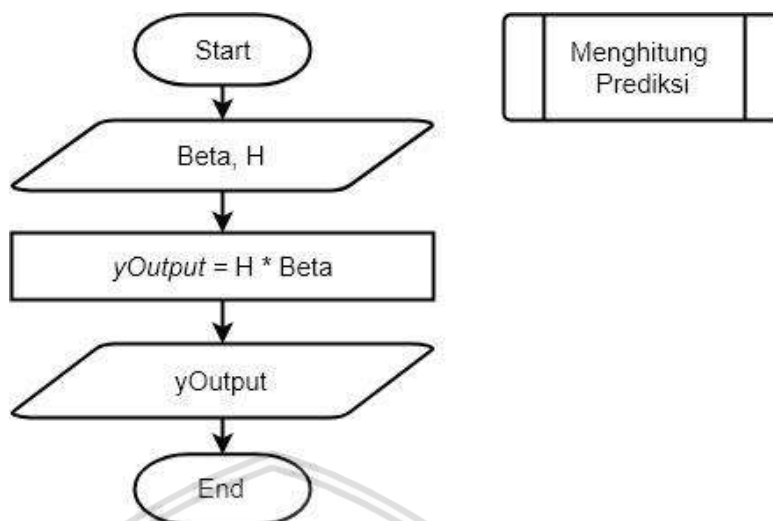 Start
Beta, H
yOutput = H * Beta
yOutput
End
Menghitung
Prediksi